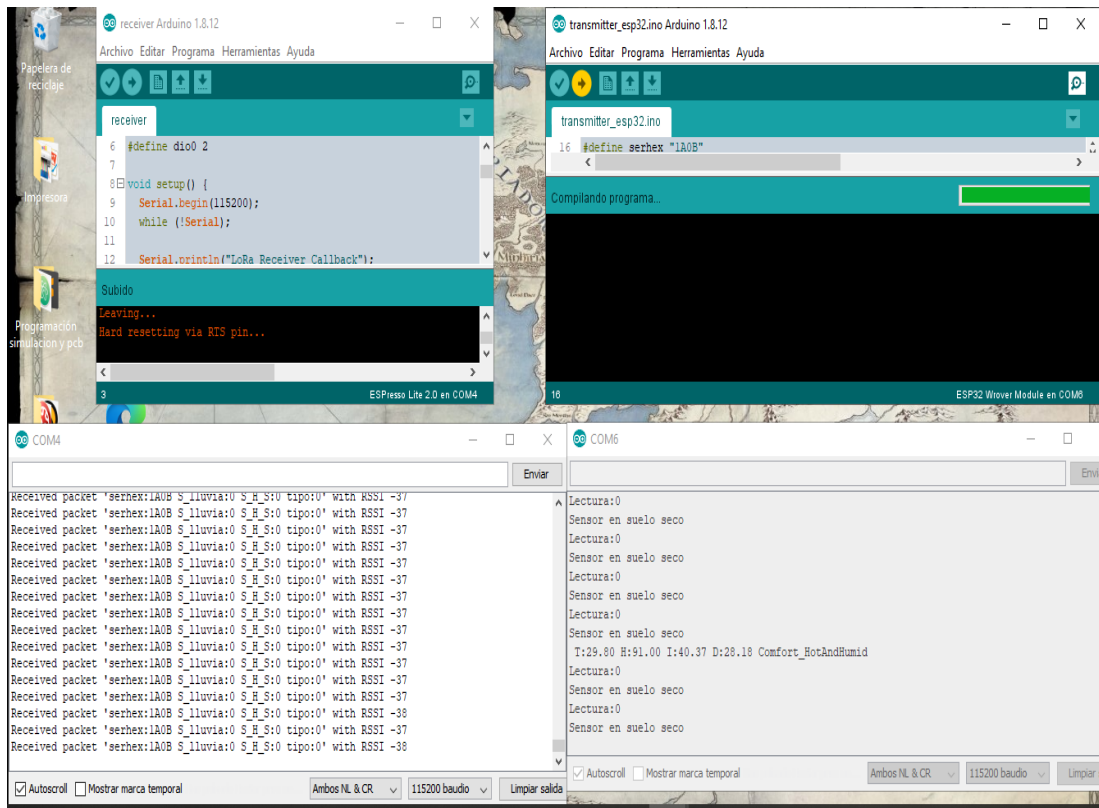 Papelera de
reciclaje
Impresora
Programación
simulacion y pcb
receiver Arduino 1.8.12
Archivo Editar Programa Herramientas Ayuda
receiver
6 #define dio0 2
7
8 void setup() {
9 Serial.begin(115200);
10 while (!Serial);
11
12 Serial.println("LoRa Receiver Callback");
Subido
Leaving...
Hard resetting via RTS pin...
3 ESPresso Lite 2.0 en COM4
transmitter_esp32.ino Arduino 1.8.12
Archivo Editar Programa Herramientas Ayuda
transmitter_esp32.ino
16 #define serhex "1A0B"
Compilando programa...
16 ESP32 Wrover Module en COM6
COM4
Enviar
Received packet 'serhex:1A0B S_lluvia:0 S_H_S:0 tipo:0' with RSSI -37
Received packet 'serhex:1A0B S_lluvia:0 S_H_S:0 tipo:0' with RSSI -37
Received packet 'serhex:1A0B S_lluvia:0 S_H_S:0 tipo:0' with RSSI -37
Received packet 'serhex:1A0B S_lluvia:0 S_H_S:0 tipo:0' with RSSI -37
Received packet 'serhex:1A0B S_lluvia:0 S_H_S:0 tipo:0' with RSSI -37
Received packet 'serhex:1A0B S_lluvia:0 S_H_S:0 tipo:0' with RSSI -37
Received packet 'serhex:1A0B S_lluvia:0 S_H_S:0 tipo:0' with RSSI -37
Received packet 'serhex:1A0B S_lluvia:0 S_H_S:0 tipo:0' with RSSI -37
Received packet 'serhex:1A0B S_lluvia:0 S_H_S:0 tipo:0' with RSSI -37
Received packet 'serhex:1A0B S_lluvia:0 S_H_S:0 tipo:0' with RSSI -37
Received packet 'serhex:1A0B S_lluvia:0 S_H_S:0 tipo:0' with RSSI -37
Received packet 'serhex:1A0B S_lluvia:0 S_H_S:0 tipo:0' with RSSI -37
Received packet 'serhex:1A0B S_lluvia:0 S_H_S:0 tipo:0' with RSSI -37
Received packet 'serhex:1A0B S_lluvia:0 S_H_S:0 tipo:0' with RSSI -38
Received packet 'serhex:1A0B S_lluvia:0 S_H_S:0 tipo:0' with RSSI -37
Received packet 'serhex:1A0B S_lluvia:0 S_H_S:0 tipo:0' with RSSI -38
Autoscroll Mostrar marca temporal Ambos NL & CR 115200 baudio Limpiar salida
COM6
Envi
Lectura:0
Sensor en suelo seco
Lectura:0
Sensor en suelo seco
Lectura:0
Sensor en suelo seco
Lectura:0
Sensor en suelo seco
T:29.80 H:91.00 I:40.37 D:28.18 Comfort_HotAndHumid
Lectura:0
Sensor en suelo seco
Lectura:0
Sensor en suelo seco
Autoscroll Mostrar marca temporal Ambos NL & CR 115200 baudio Limpiar